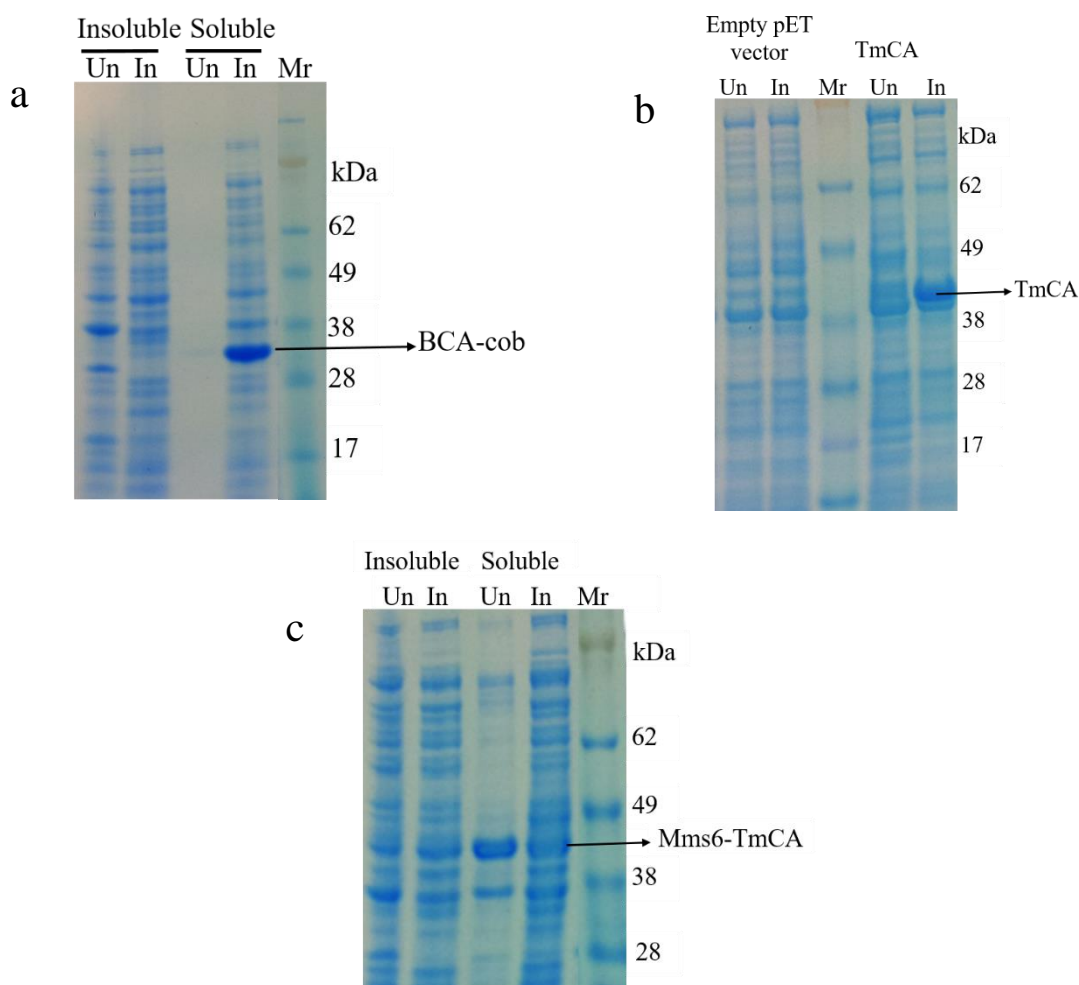 a
Insoluble Soluble
Un In Un In Mr
kDa
62
49
38
BCA-cob
28
17
b
Empty pET
vector
TmCA
Un In Mr Un In
kDa
62
49
TmCA
38
28
17
c
Insoluble Soluble
Un In Un In Mr
kDa
62
49
Mms6-TmCA
38
28